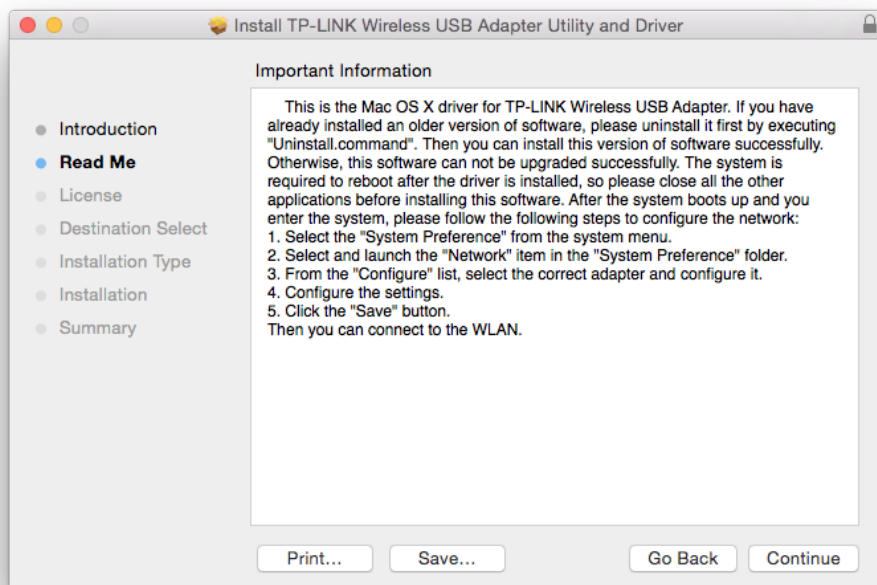 Install TP-LINK Wireless USB Adapter Utility and Driver
Important Information
Introduction
Read Me
License
Destination Select
Installation Type
Installation
Summary
This is the Mac OS X driver for TP-LINK Wireless USB Adapter. If you have
already installed an older version of software, please uninstall it first by executing
"Uninstall.command". Then you can install this version of software successfully.
Otherwise, this software can not be upgraded successfully. The system is
required to reboot after the driver is installed, so please close all the other
applications before installing this software. After the system boots up and you
enter the system, please follow the following steps to configure the network:
1. Select the "System Preference" from the system menu.
2. Select and launch the "Network" item in the "System Preference" folder.
3. From the "Configure" list, select the correct adapter and configure it.
4. Configure the settings.
5. Click the "Save" button.
Then you can connect to the WLAN.
Print...
Save...
Go Back
Continue